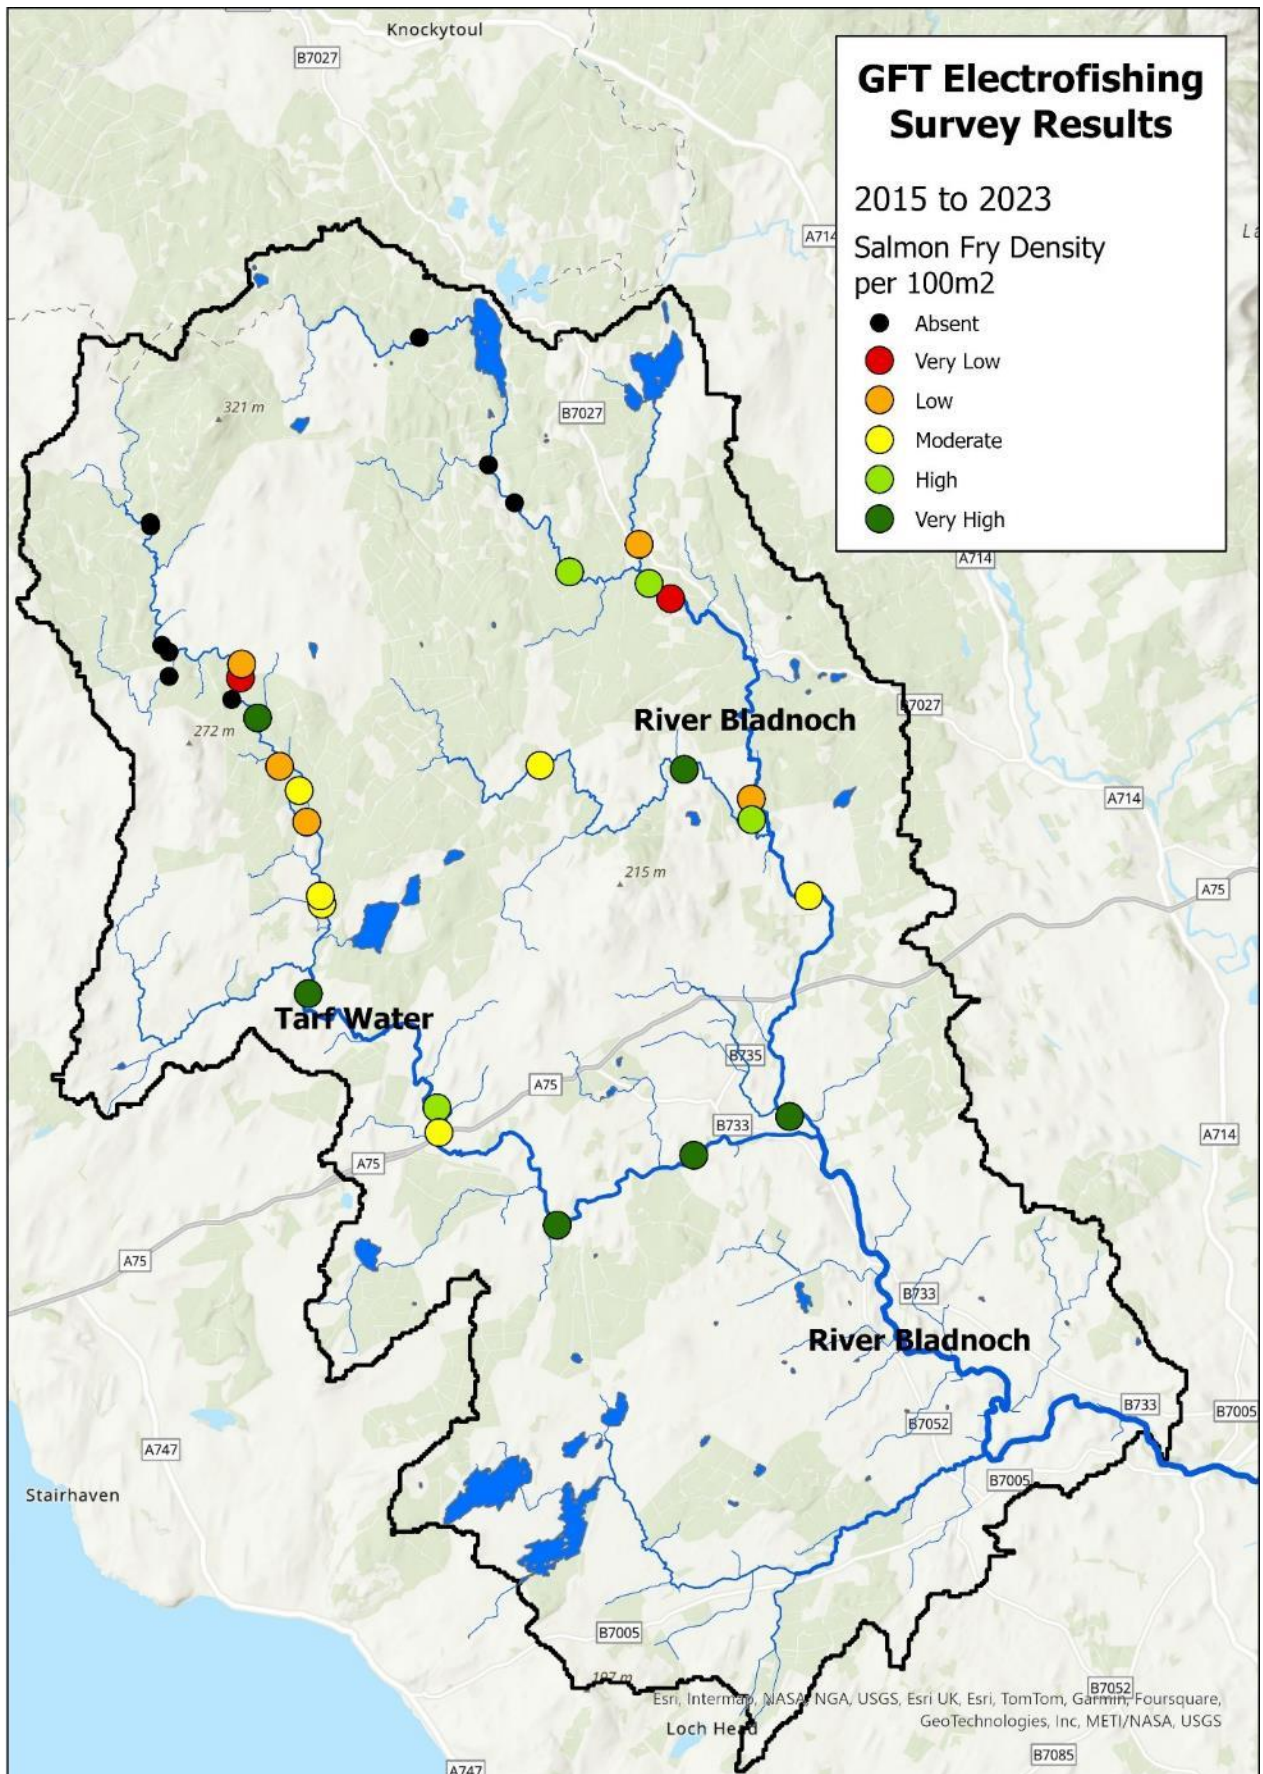 Knockytoul
B7027
GFT Electrofishing
Survey Results
2015 to 2023
Salmon Fry Density
per 100m2
Absent
Very Low
Low
Moderate
High
Very High
A714
321 m
B7027
A714
B7027
River Bladnoch
272 m
A714
215 m
A75
Tarf Water
B735
A75
B733
A714
A75
A75
B733
River Bladnoch
B7052
B733
B7005
A747
Stairhaven
B7005
B7005
197 m
B7052
Esri, Intermap, NASA, NGA, USGS, Esri UK, Esri, TomTom, Garmin, Foursquare,
GeoTechnologies, Inc, METI/NASA, USGS
Loch Head
B7085
A747